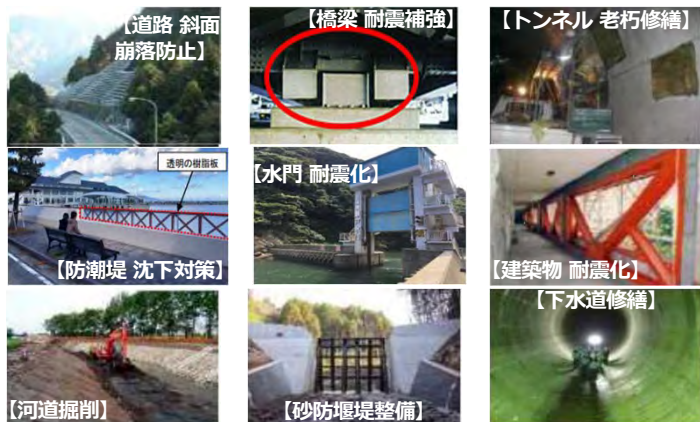 【道路 斜面
崩落防止】
【橋梁 耐震補強】
【トンネル 老朽修繕】
透明の樹脂板
【防潮堤 沈下対策】
【水門 耐震化】
【建築物 耐震化】
【河道掘削】
【砂防堰堤整備】
【下水道修繕】